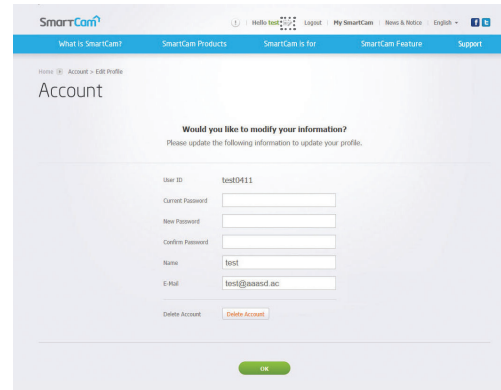 SmarTCam
Hello test Logout My SmartCam News & Notice English
What is SmartCam? SmartCam Products SmartCam is for SmartCam Feature Support
Home Account > Edit Profile
Account
Would you like to modify your information?
Please update the following information to update your profile.
User ID test0411
Current Password
New Password
Confirm Password
Name test
E-Mail test@aaasd.ac
Delete Account Delete Account
OK